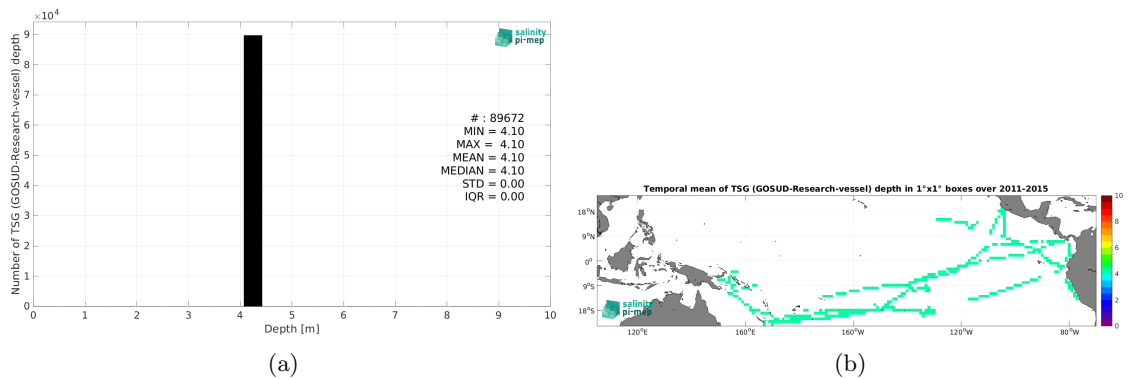 ×10⁴
9
8
7
6
5
4
3
2
1
0
Number of TSG (GOSUD-Research-vessel) depth
salinity
pi-mep
# : 89672
MIN = 4.10
MAX = 4.10
MEAN = 4.10
MEDIAN = 4.10
STD = 0.00
IQR = 0.00
0 1 2 3 4 5 6 7 8 9 10
Depth [m]
(a)
Temporal mean of TSG (GOSUD-Research-vessel) depth in 1°x1° boxes over 2011-2015
18°N
9°N
0°
9°S
18°S
salinity
pi-mep
120°E 160°E 160°W 120°W 80°W
10
8
6
4
2
0
(b)